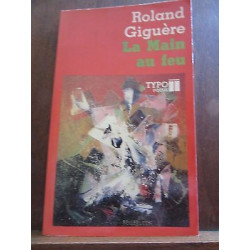 Roland
Giguère
La Main
au feu
TYPO